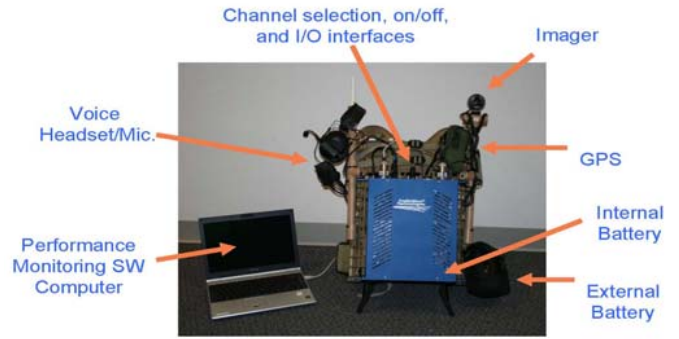 Channel selection, on/off,
and I/O interfaces
Imager
Voice
Headset/Mic.
GPS
Internal
Battery
Performance
Monitoring SW
Computer
External
Battery